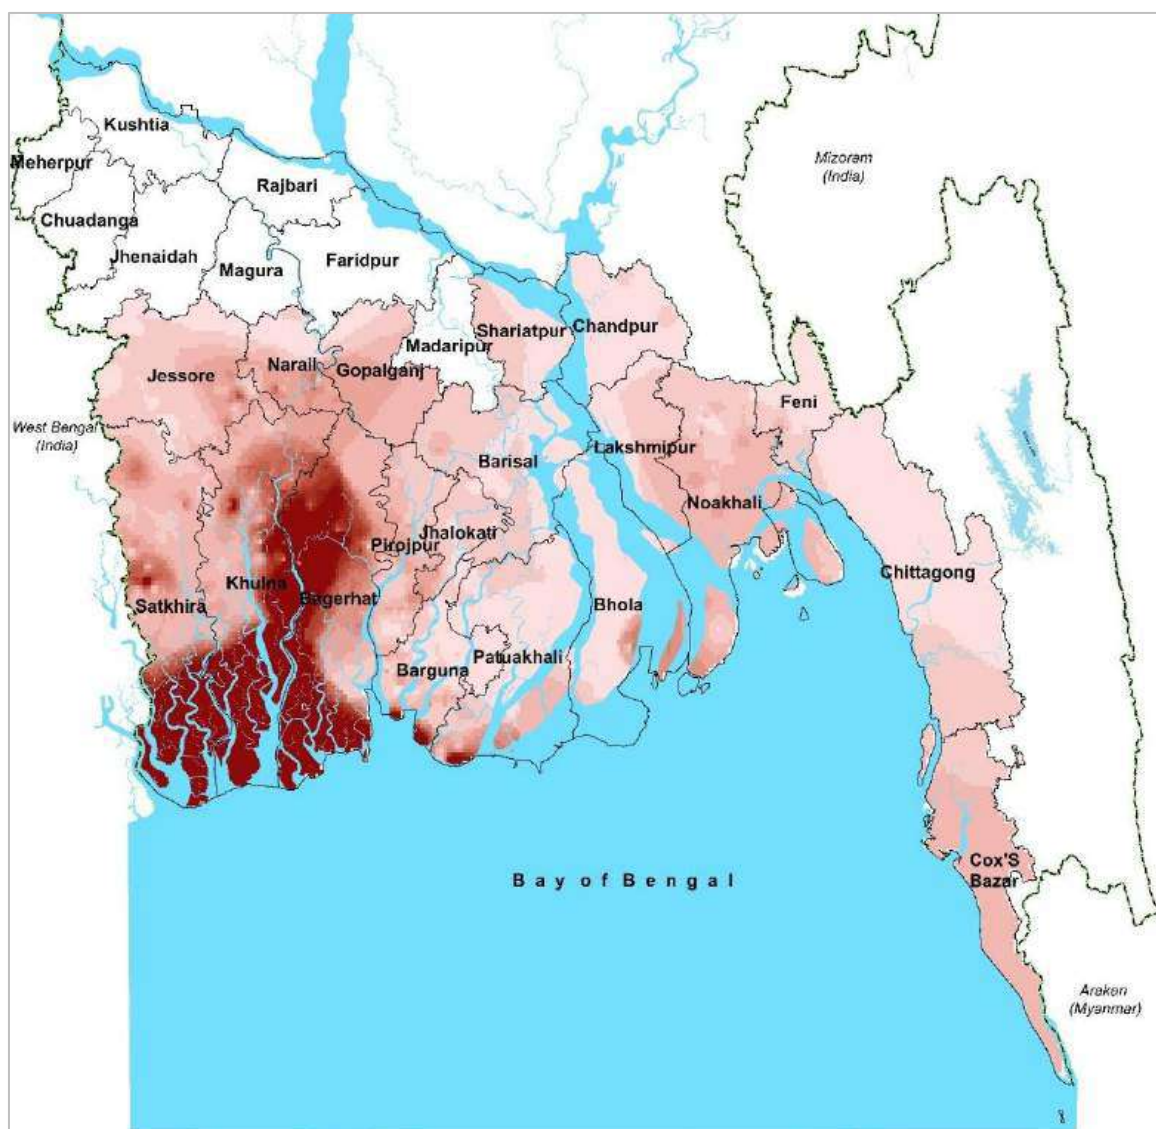 Kushtia
Meherpur
Rajbari
Chuadanga
Jhenaidah
Magura
Faridpur
Mizoram
(India)
Shariatpur
Chandpur
Madaripur
Jessore
Narail
Gopalganj
Feni
West Bengal
(India)
Barisal
Lakshmipur
Noakhali
Jhalokati
Pirojpur
Khulna
Bagerhat
Satkhira
Chittagong
Bhola
Barguna
Patuakhali
Cox'S
Bazar
Bay of Bengal
Arakan
(Myanmar)